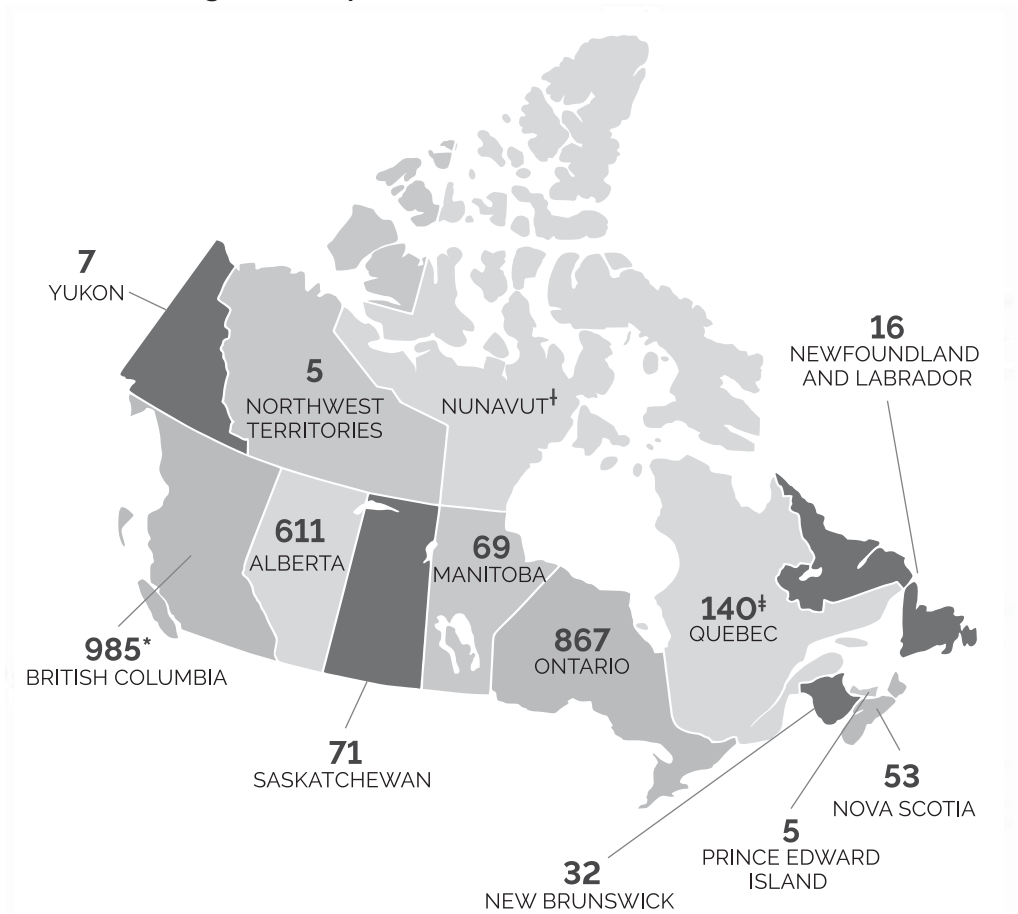 7
YUKON
5
NORTHWEST
TERRITORIES
NUNAVUTƚ
16
NEWFOUNDLAND
AND LABRADOR
611
ALBERTA
69
MANITOBA
985*
BRITISH COLUMBIA
867
ONTARIO
140‡
QUEBEC
71
SASKATCHEWAN
53
NOVA SCOTIA
5
PRINCE EDWARD
ISLAND
32
NEW BRUNSWICK